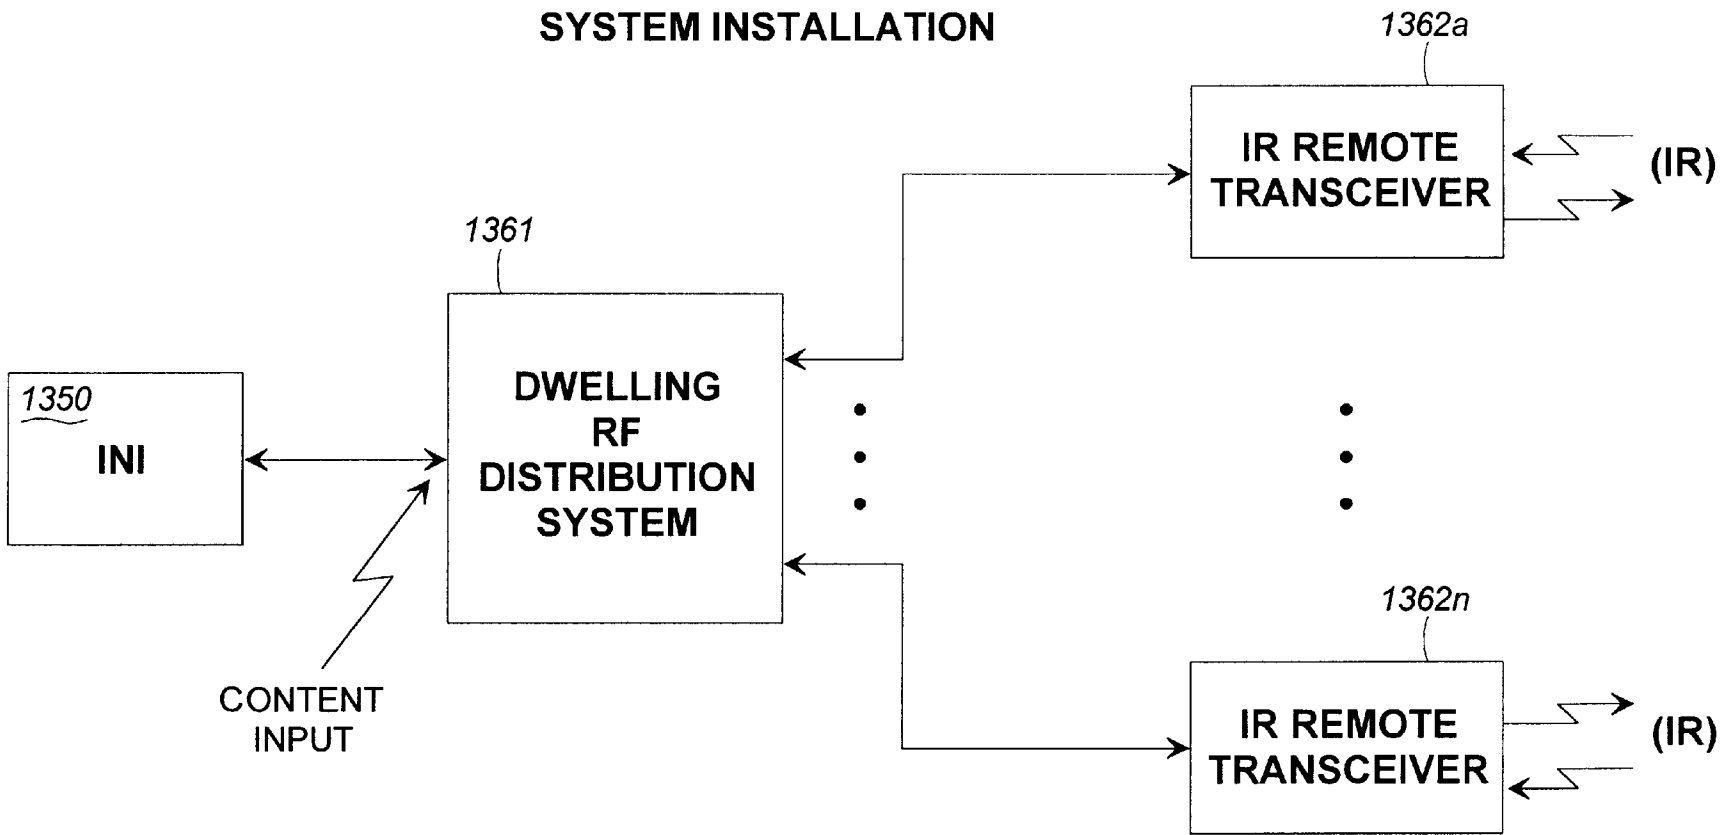 SYSTEM INSTALLATION
1362a
IR REMOTE
TRANSCEIVER
(IR)
1361
DWELLING
RF
DISTRIBUTION
SYSTEM
1350
INI
CONTENT
INPUT
1362n
IR REMOTE
TRANSCEIVER
(IR)